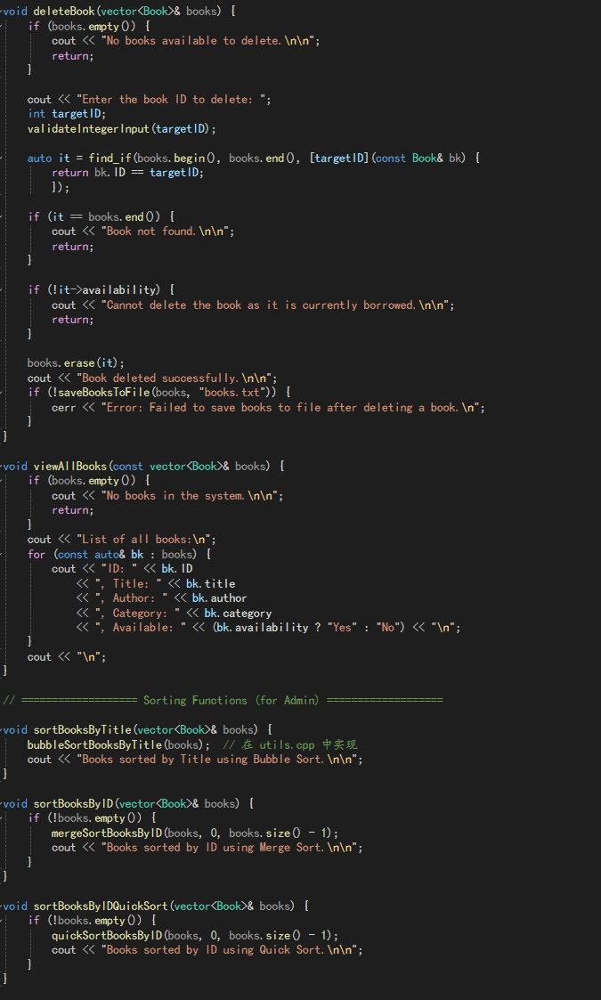 void deleteBook(vector<Book>& books) {
    if (books.empty()) {
        cout << "No books available to delete.\n\n";
        return;
    }

    cout << "Enter the book ID to delete: ";
    int targetID;
    validateIntegerInput(targetID);

    auto it = find_if(books.begin(), books.end(), [targetID](const Book& bk) {
        return bk.ID == targetID;
        });

    if (it == books.end()) {
        cout << "Book not found.\n\n";
        return;
    }

    if (!it->availability) {
        cout << "Cannot delete the book as it is currently borrowed.\n\n";
        return;
    }

    books.erase(it);
    cout << "Book deleted successfully.\n\n";
    if (!saveBooksToFile(books, "books.txt")) {
        cerr << "Error: Failed to save books to file after deleting a book.\n";
    }
}

void viewAllBooks(const vector<Book>& books) {
    if (books.empty()) {
        cout << "No books in the system.\n\n";
        return;
    }
    cout << "List of all books:\n";
    for (const auto& bk : books) {
        cout << "ID: " << bk.ID
            << ", Title: " << bk.title
            << ", Author: " << bk.author
            << ", Category: " << bk.category
            << ", Available: " << (bk.availability ? "Yes" : "No") << "\n";
    }
    cout << "\n";
}

// =================== Sorting Functions (for Admin) ===================

void sortBooksByTitle(vector<Book>& books) {
    bubbleSortBooksByTitle(books);  // 在 utils.cpp 中实现
    cout << "Books sorted by Title using Bubble Sort.\n\n";
}

void sortBooksByID(vector<Book>& books) {
    if (!books.empty()) {
        mergeSortBooksByID(books, 0, books.size() - 1);
        cout << "Books sorted by ID using Merge Sort.\n\n";
    }
}

void sortBooksByIDQuickSort(vector<Book>& books) {
    if (!books.empty()) {
        quickSortBooksByID(books, 0, books.size() - 1);
        cout << "Books sorted by ID using Quick Sort.\n\n";
    }
}